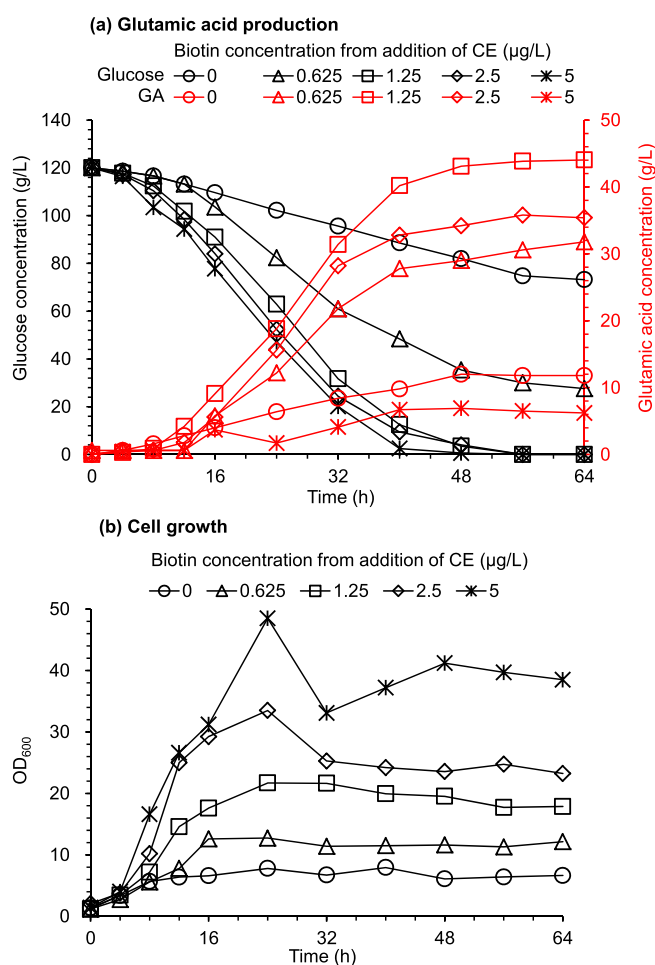 (a) Glutamic acid production
Biotin concentration from addition of CE (µg/L)
Glucose 0 0.625 1.25 2.5 5
GA 0 0.625 1.25 2.5 5
Glucose concentration (g/L)
140
120
100
80
60
40
20
0
50
40
30
20
10
0
Glutamic acid concentration (g/L)
0 16 32 48 64
Time (h)
(b) Cell growth
Biotin concentration from addition of CE (µg/L)
0 0.625 1.25 2.5 5
OD600
50
40
30
20
10
0
0 16 32 48 64
Time (h)